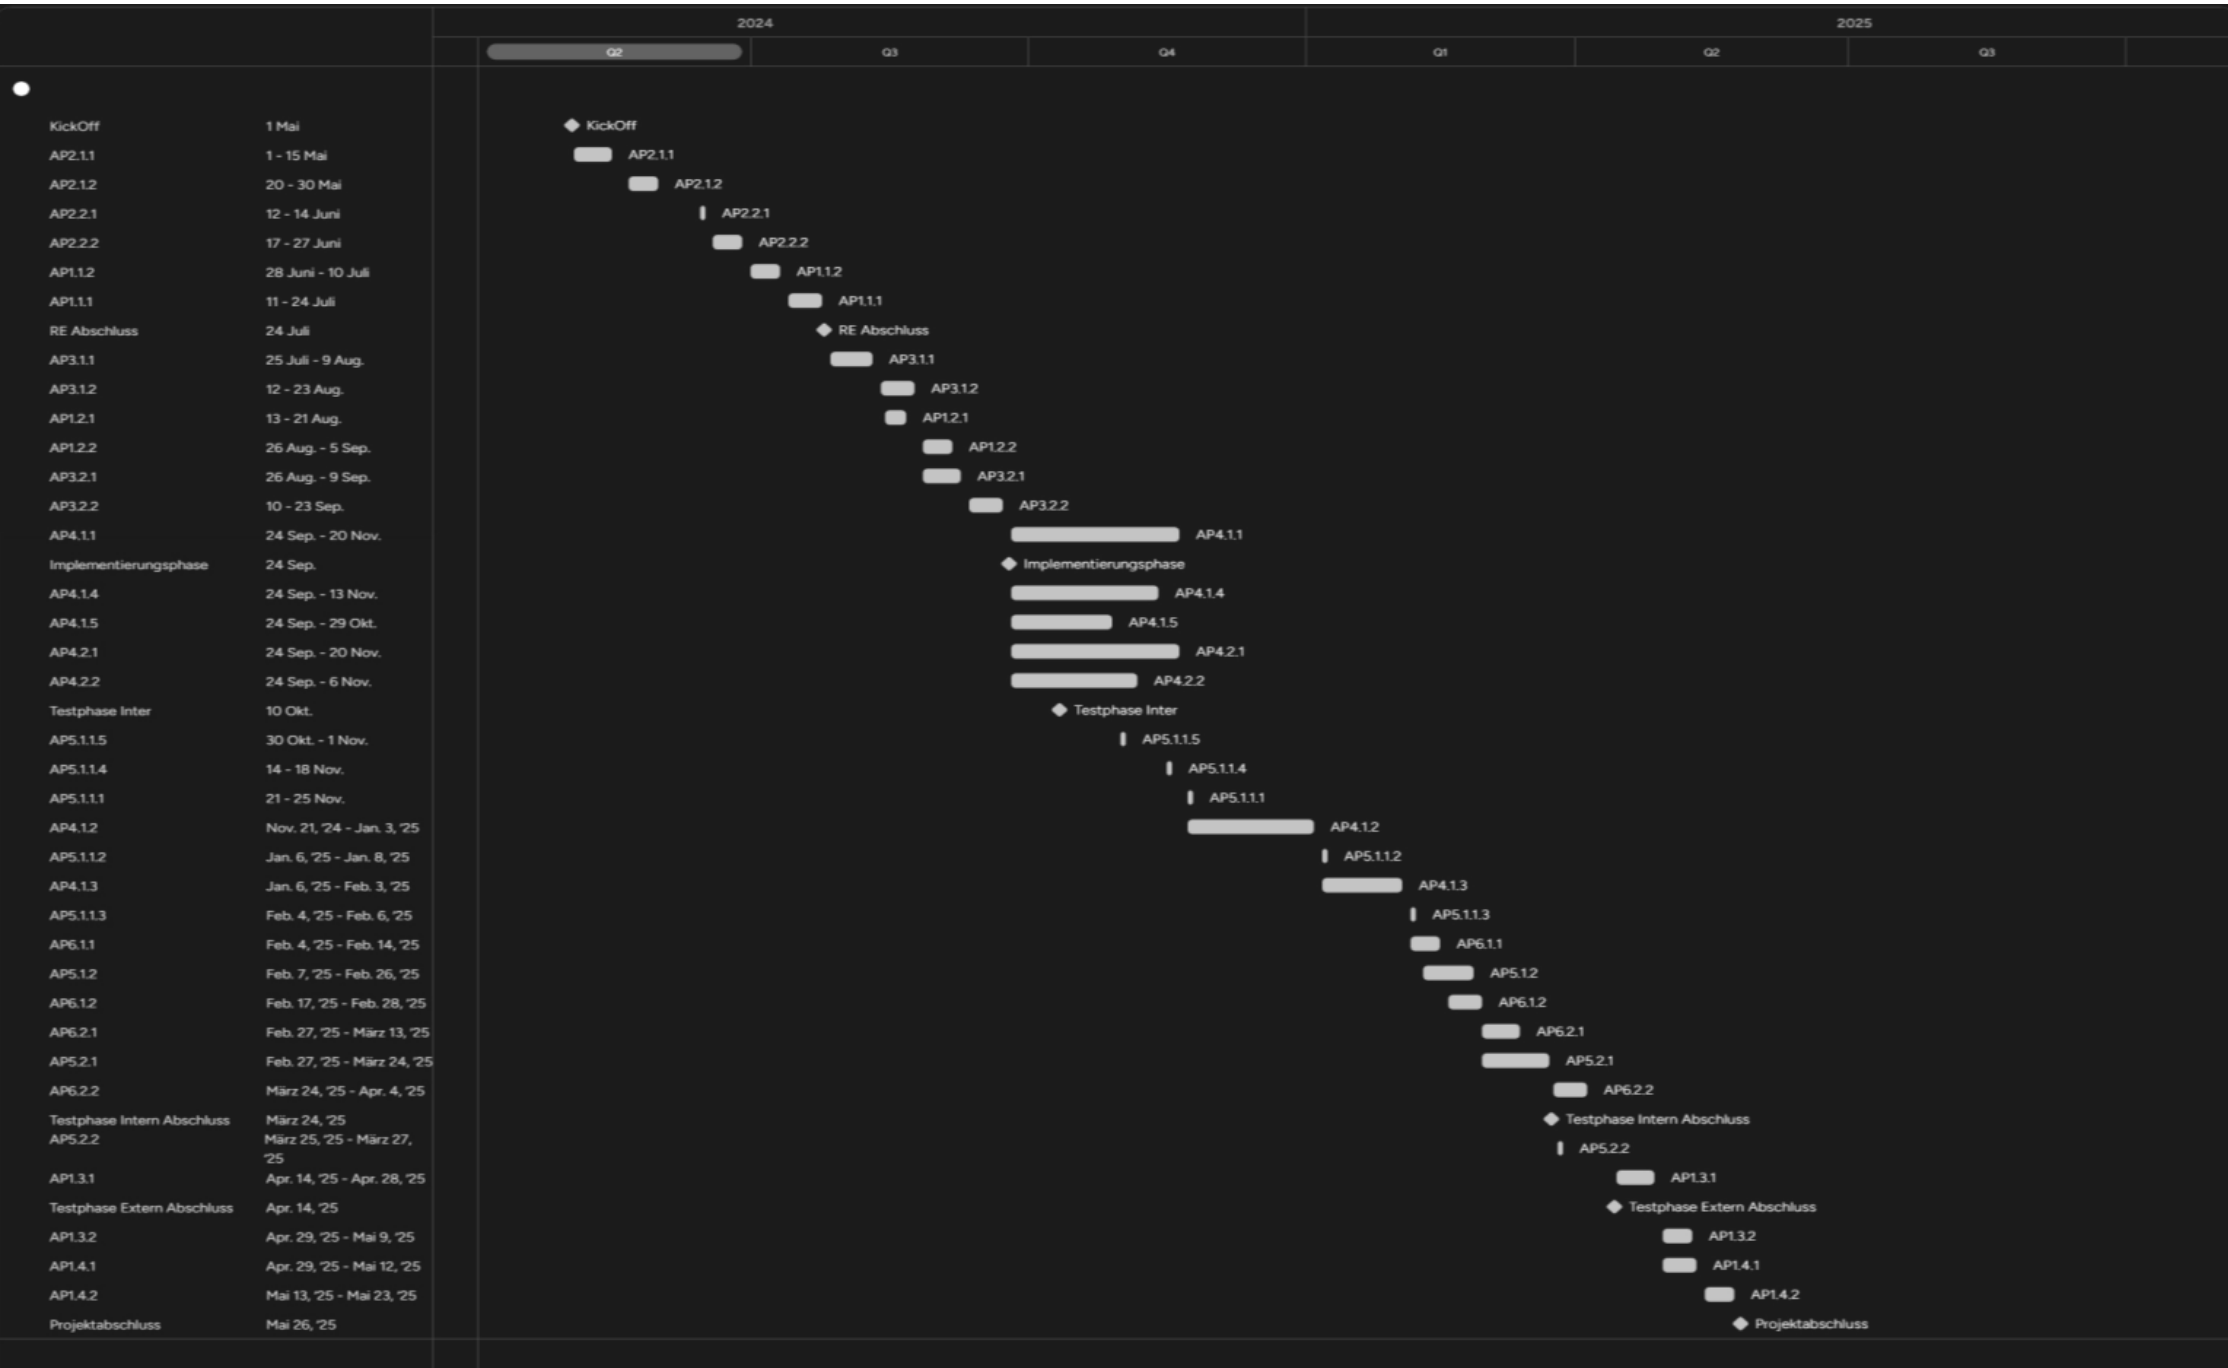 2024 2025
Q2 Q3 Q4 Q1 Q2 Q3
KickOff 1 Mai KickOff
AP2.1.1 1 - 15 Mai AP2.1.1
AP2.1.2 20 - 30 Mai AP2.1.2
AP2.2.1 12 - 14 Juni AP2.2.1
AP2.2.2 17 - 27 Juni AP2.2.2
AP1.1.2 28 Juni - 10 Juli AP1.1.2
AP1.1.1 11 - 24 Juli AP1.1.1
RE Abschluss 24 Juli RE Abschluss
AP3.1.1 25 Juli - 9 Aug. AP3.1.1
AP3.1.2 12 - 23 Aug. AP3.1.2
AP1.2.1 13 - 21 Aug. AP1.2.1
AP1.2.2 26 Aug. - 5 Sep. AP1.2.2
AP3.2.1 26 Aug. - 9 Sep. AP3.2.1
AP3.2.2 10 - 23 Sep. AP3.2.2
AP4.1.1 24 Sep. - 20 Nov. AP4.1.1
Implementierungsphase 24 Sep. Implementierungsphase
AP4.1.4 24 Sep. - 13 Nov. AP4.1.4
AP4.1.5 24 Sep. - 29 Okt. AP4.1.5
AP4.2.1 24 Sep. - 20 Nov. AP4.2.1
AP4.2.2 24 Sep. - 6 Nov. AP4.2.2
Testphase Inter 10 Okt. Testphase Inter
AP5.1.1.5 30 Okt. - 1 Nov. AP5.1.1.5
AP5.1.1.4 14 - 18 Nov. AP5.1.1.4
AP5.1.1.1 21 - 25 Nov. AP5.1.1.1
AP4.1.2 Nov. 21, '24 - Jan. 3, '25 AP4.1.2
AP5.1.1.2 Jan. 6, '25 - Jan. 8, '25 AP5.1.1.2
AP4.1.3 Jan. 6, '25 - Feb. 3, '25 AP4.1.3
AP5.1.1.3 Feb. 4, '25 - Feb. 6, '25 AP5.1.1.3
AP6.1.1 Feb. 4, '25 - Feb. 14, '25 AP6.1.1
AP5.1.2 Feb. 7, '25 - Feb. 26, '25 AP5.1.2
AP6.1.2 Feb. 17, '25 - Feb. 28, '25 AP6.1.2
AP6.2.1 Feb. 27, '25 - März 13, '25 AP6.2.1
AP5.2.1 Feb. 27, '25 - März 24, '25 AP5.2.1
AP6.2.2 März 24, '25 - Apr. 4, '25 AP6.2.2
Testphase Intern Abschluss März 24, '25 Testphase Intern Abschluss
AP5.2.2 März 25, '25 - März 27,
'25 AP5.2.2
AP1.3.1 Apr. 14, '25 - Apr. 28, '25 AP1.3.1
Testphase Extern Abschluss Apr. 14, '25 Testphase Extern Abschluss
AP1.3.2 Apr. 29, '25 - Mai 9, '25 AP1.3.2
AP1.4.1 Apr. 29, '25 - Mai 12, '25 AP1.4.1
AP1.4.2 Mai 13, '25 - Mai 23, '25 AP1.4.2
Projektabschluss Mai 26, '25 Projektabschluss